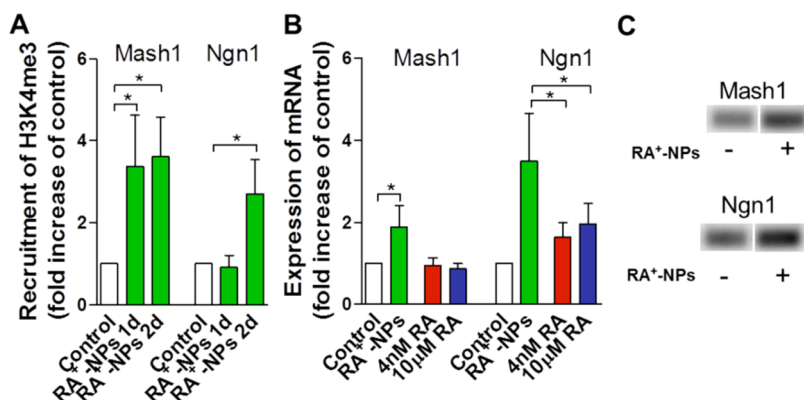 A
Mash1 Ngn1
Recruitment of H3K4me3
(fold increase of control)
6
4
2
0
* * *
Control
RA+-NPs 1d
RA+-NPs 2d
Control
RA+-NPs 1d
RA+-NPs 2d
B
Mash1 Ngn1
Expression of mRNA
(fold increase of control)
6
4
2
0
* * *
Control
RA+-NPs
4nM RA
10μM RA
Control
RA+-NPs
4nM RA
10μM RA
C
Mash1
RA+-NPs - +
Ngn1
RA+-NPs - +